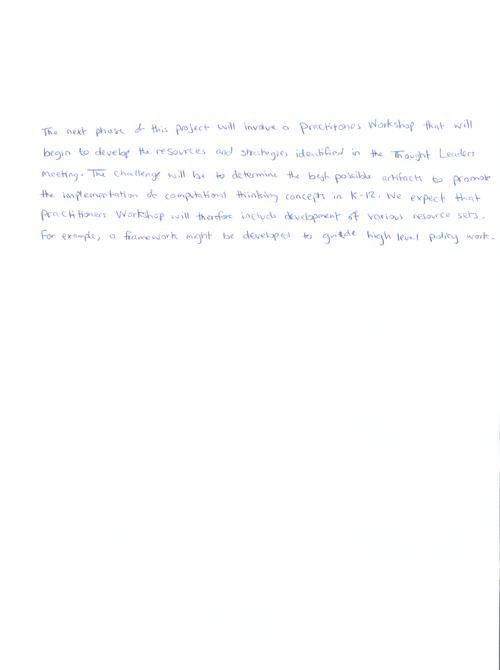 The next phase of this project will involve a Practitones Workshop that will
begin to develop the resources and strategies identified in the Thought Leaders
meeting. The challenge will be to determine the best possible artifacts to promote
the implementation of computational thinking concepts in K-12. We expect that
Practitioners Workshop will therfore include development of various resource sets.
For example, a framework might be developed to guide high level policy work.